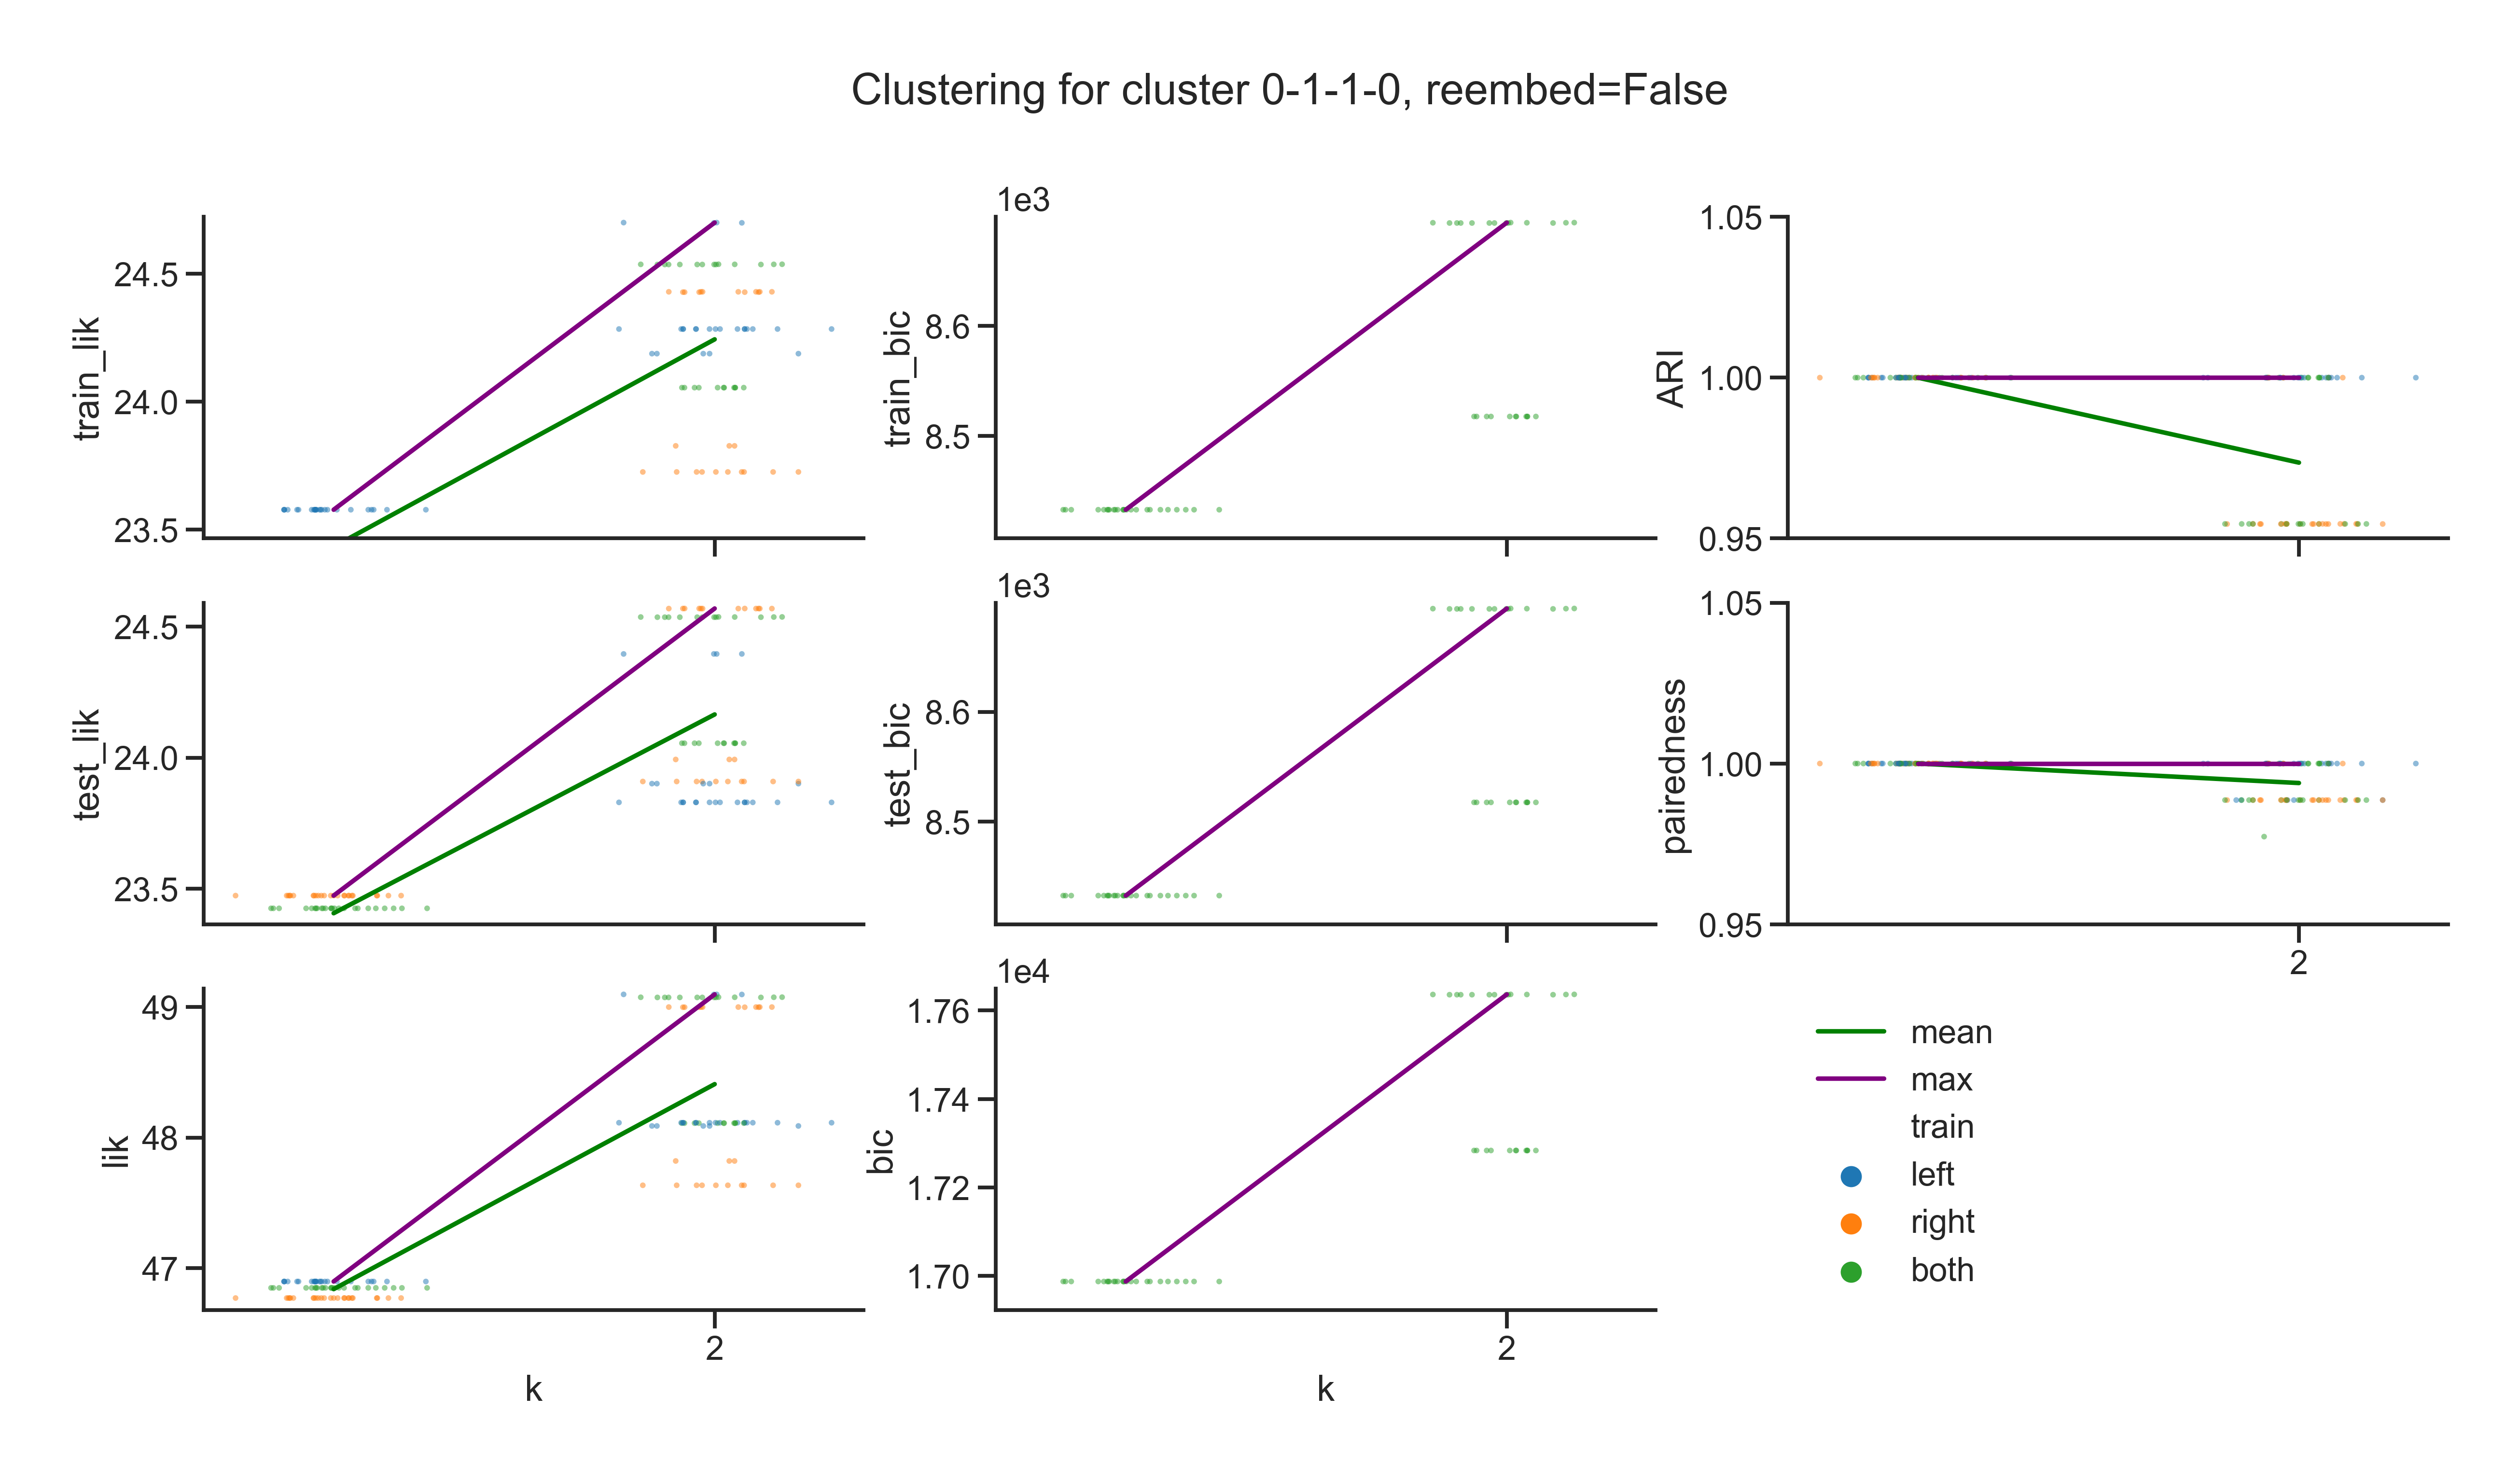 Clustering for cluster 0-1-1-0, reembed=False
train_lik
24.5
24.0
23.5
1e3
train_bic
8.6
8.5
ARI
1.05
1.00
0.95
test_lik
24.5
24.0
23.5
1e3
test_bic
8.6
8.5
pairedness
1.05
1.00
0.95
2
lik
49
48
47
2
k
1e4
bic
1.76
1.74
1.72
1.70
2
k
mean
max
train
left
right
both